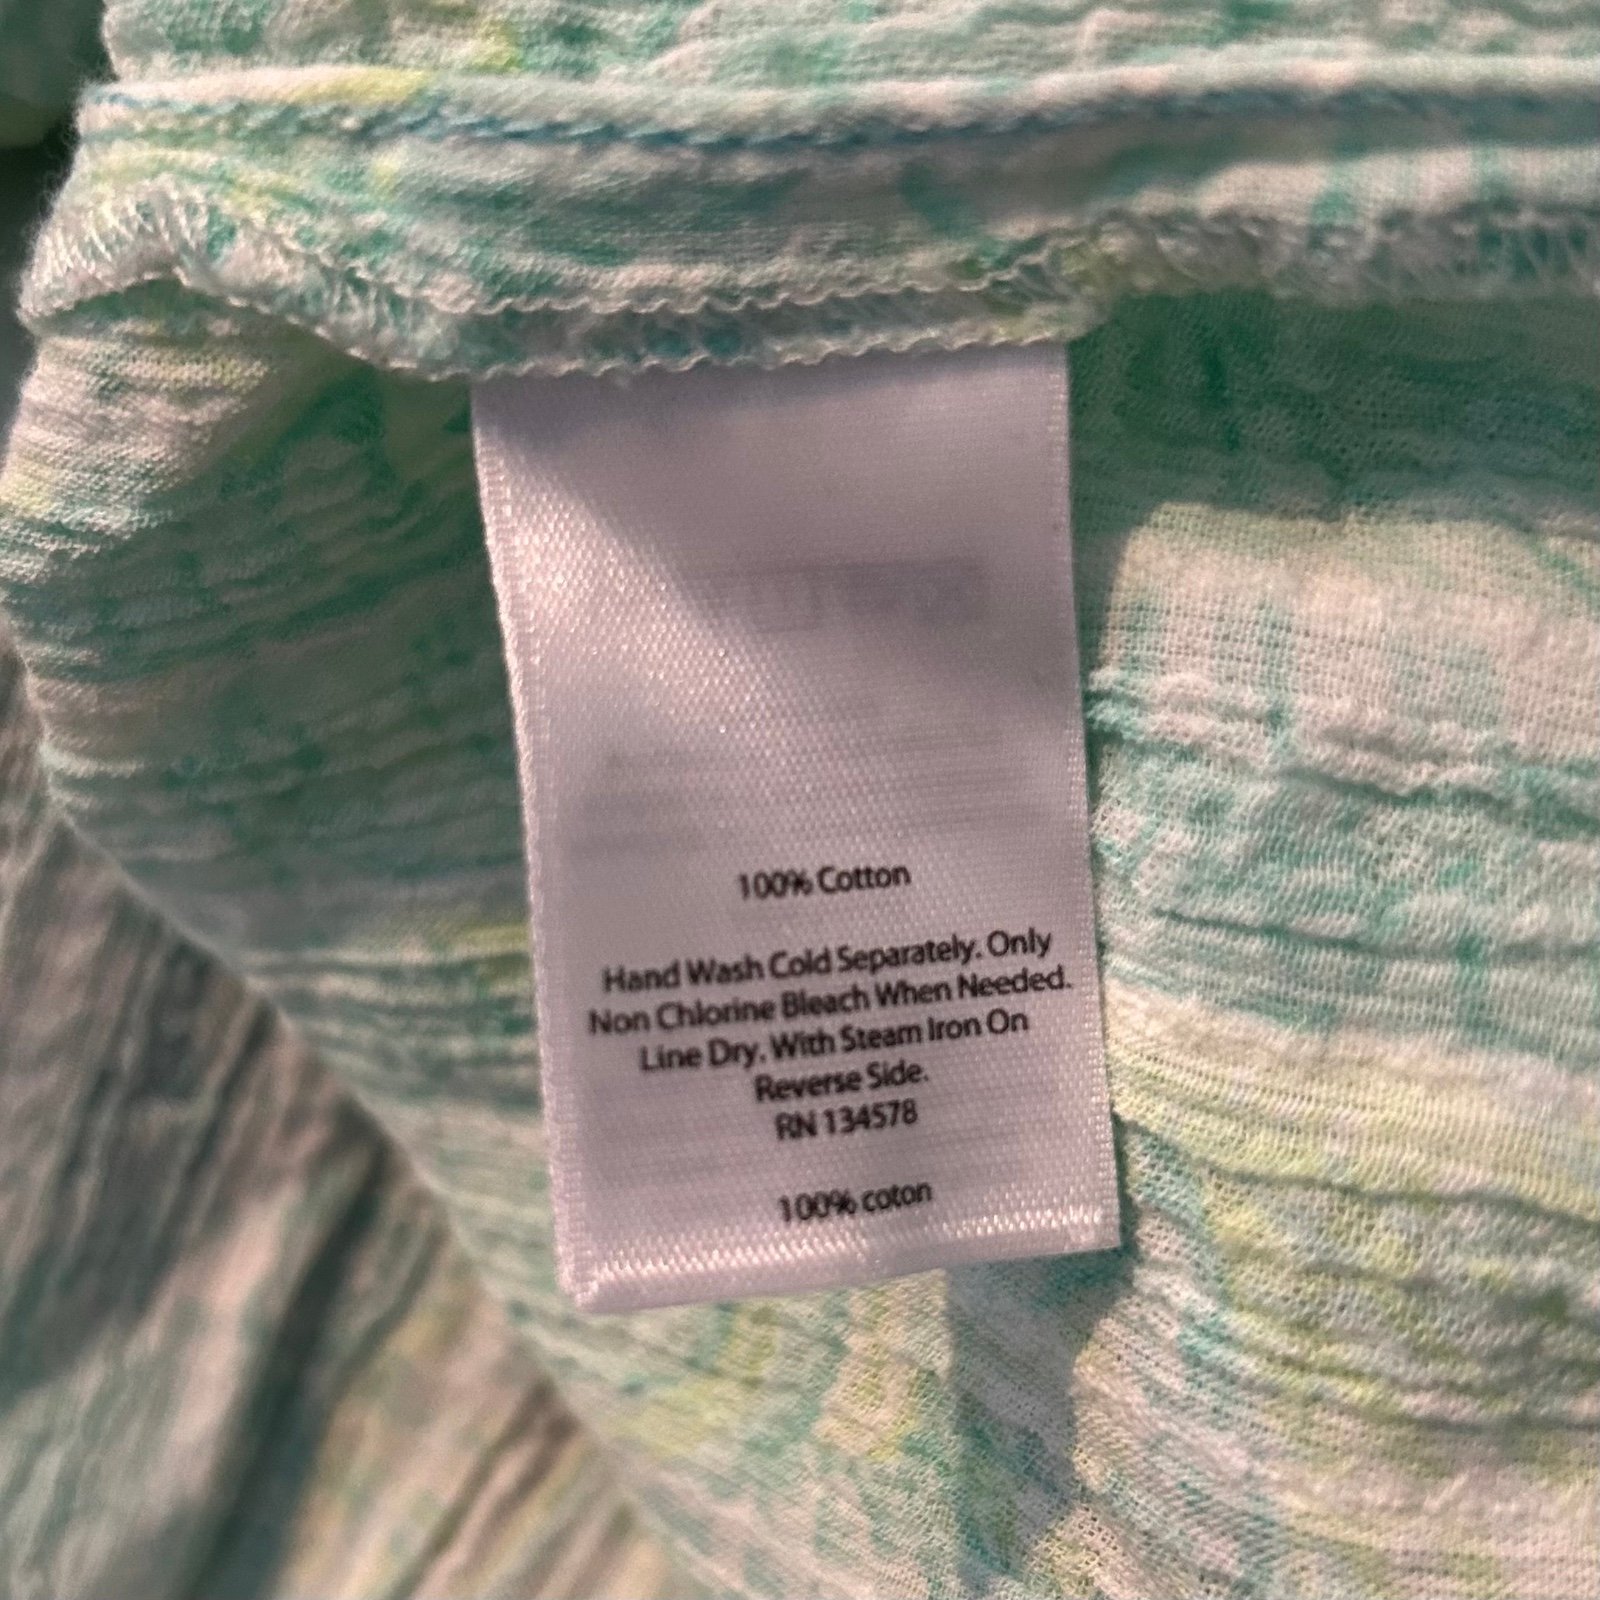 100% Cotton
Hand Wash Cold Separately. Only
Non Chlorine Bleach When Needed.
Line Dry. With Steam Iron On
Reverse Side.
RN 134578
100% coton